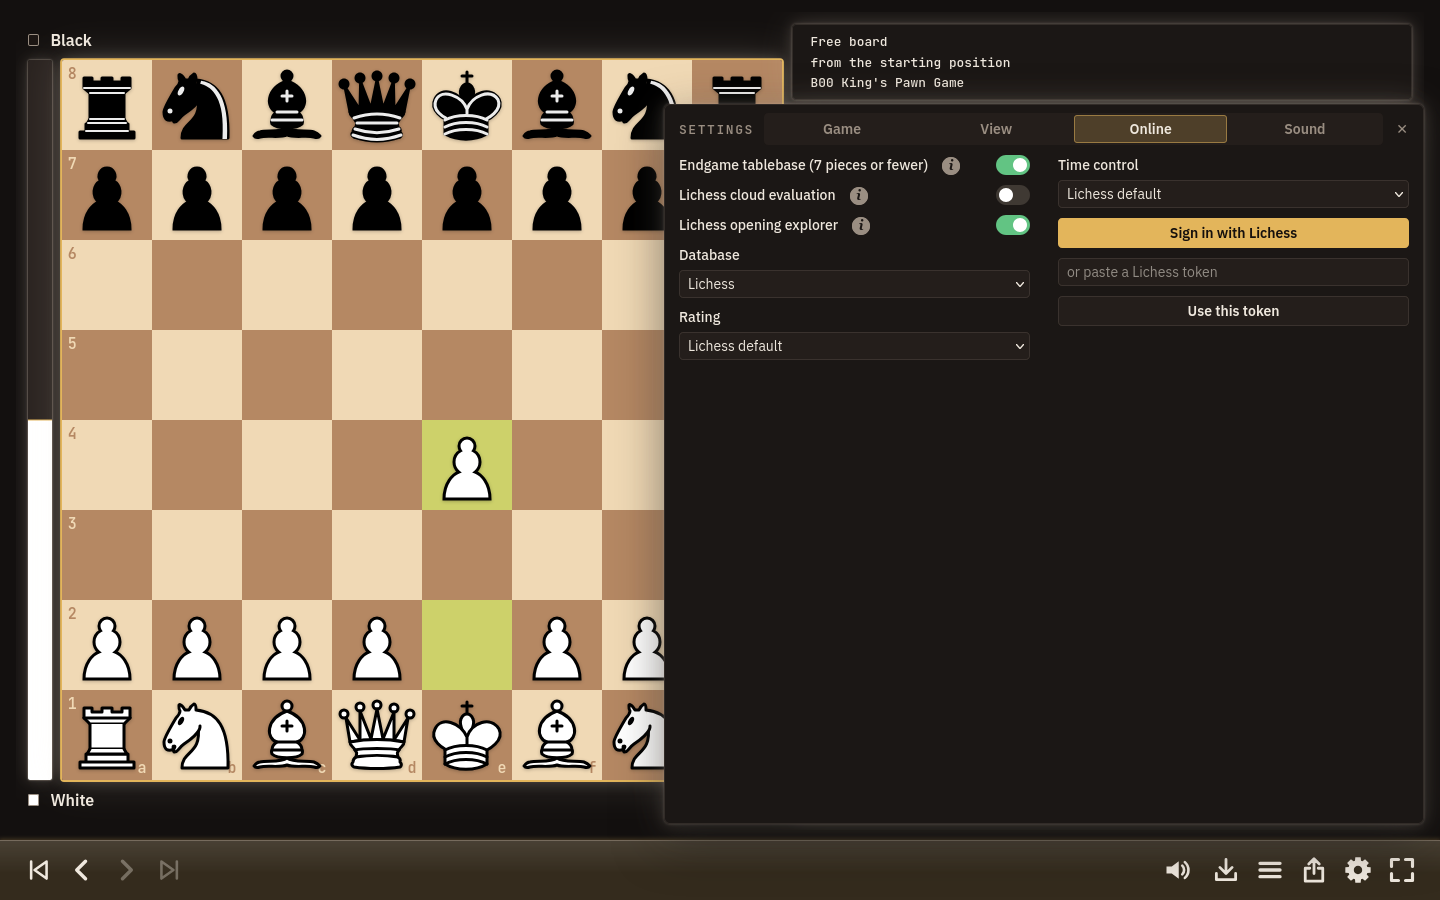 Black
Free board
from the starting position
B00 King's Pawn Game
SETTINGS Game View Online Sound ×
Endgame tablebase (7 pieces or fewer) i
Lichess cloud evaluation i
Lichess opening explorer i
Database
Lichess
Rating
Lichess default
Time control
Lichess default
Sign in with Lichess
or paste a Lichess token
Use this token
8
7
6
5
4
3
2
1
a b c d e f
White